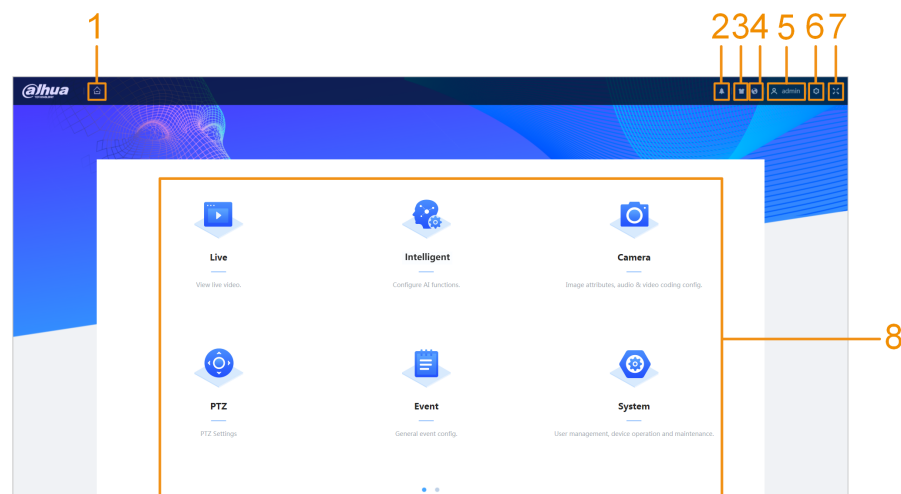 1
2 3 4 5 6 7
alhua
TECHNOLOGY
admin
Live
Intelligent
Camera
View live video.
Configure AI functions.
Image attributes, audio & video coding config.
8
PTZ
Event
System
PTZ Settings
General event config.
User management, device operation and maintenance.